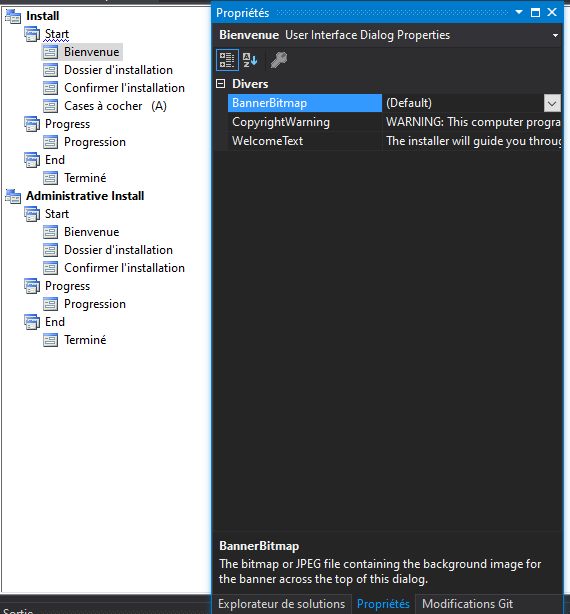 Install
Start
Bienvenue
Dossier d'installation
Confirmer l'installation
Cases à cocher (A)
Progress
Progression
End
Terminé
Administrative Install
Start
Bienvenue
Dossier d'installation
Confirmer l'installation
Progress
Progression
End
Terminé
Propriétés
Bienvenue User Interface Dialog Properties
Divers
BannerBitmap (Default)
CopyrightWarning WARNING: This computer progra
WelcomeText The installer will guide you throug
BannerBitmap
The bitmap or JPEG file containing the background image for
the banner across the top of this dialog.
Explorateur de solutions Propriétés Modifications Git
Sortie